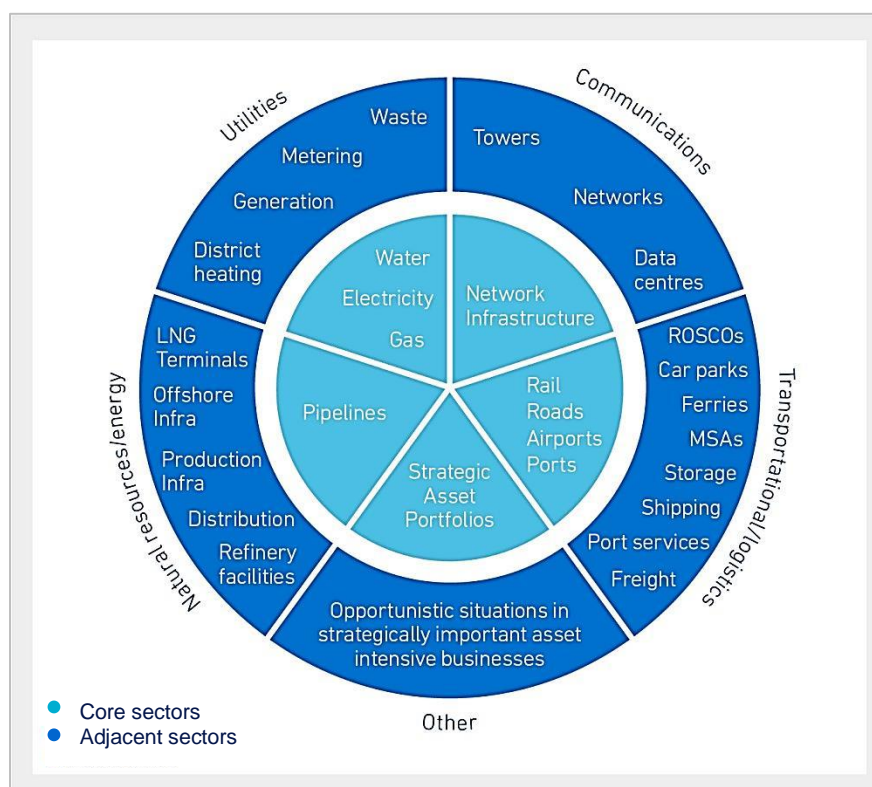 Utilities
Communications
Waste
Metering
Generation
District
heating
Towers
Networks
Data
centres
Water
Electricity
Gas
Network
Infrastructure
LNG
Terminals
Offshore
Infra
Production
Infra
Distribution
Refinery
facilities
Natural resources/energy
Pipelines
Rail
Roads
Airports
Ports
Strategic
Asset
Portfolios
ROSCOs
Car parks
Ferries
MSAs
Storage
Shipping
Port services
Freight
Transportational/logistics
Opportunistic situations in
strategically important asset
intensive businesses
Other
Core sectors
Adjacent sectors